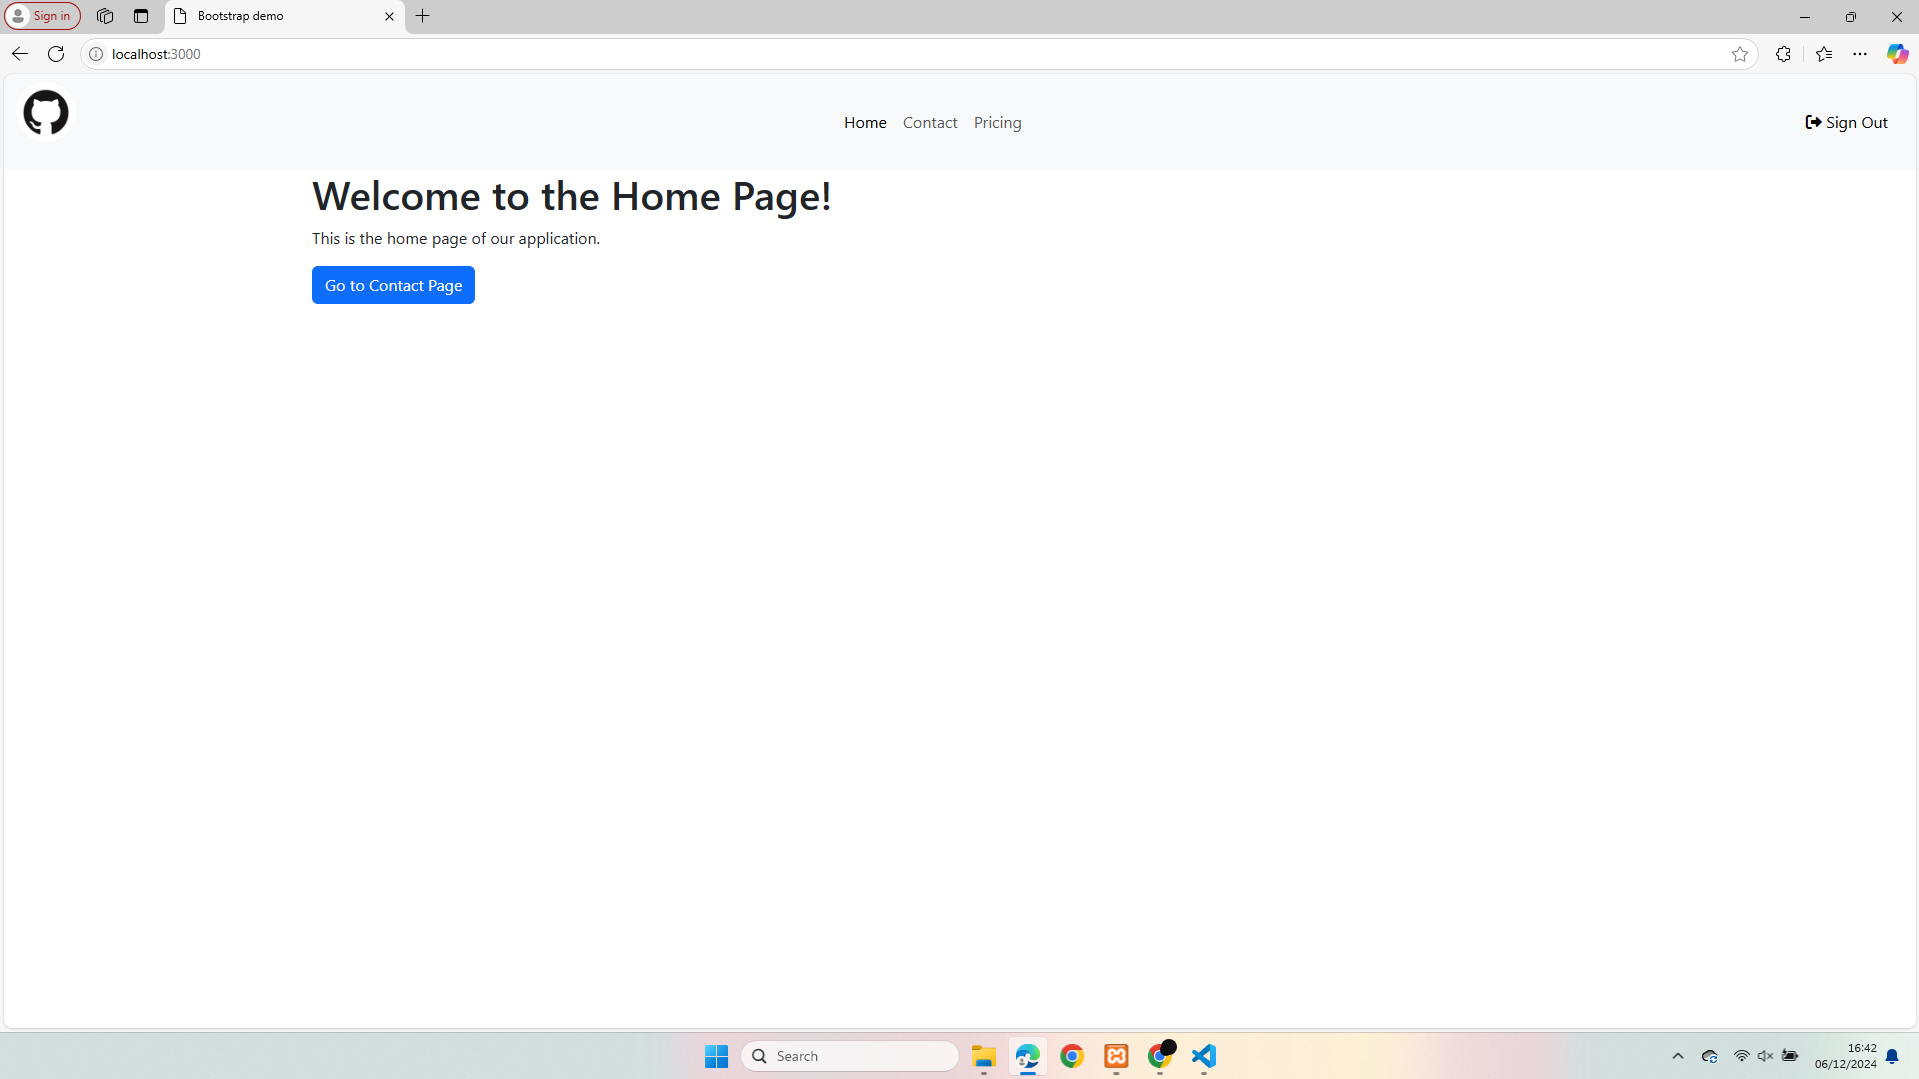 Sign in
Bootstrap demo
localhost:3000
Home Contact Pricing
Sign Out
Welcome to the Home Page!
This is the home page of our application.
Go to Contact Page
Search
16:42
06/12/2024